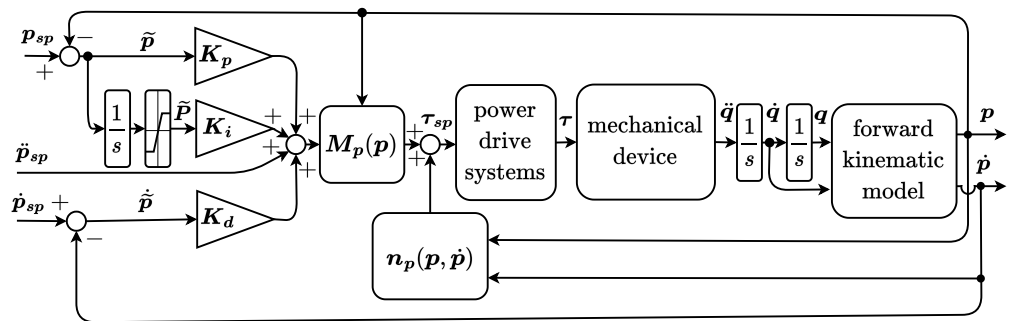 p_sp
+
−
p̃
K_p
1
s
P̃
K_i
p̈_sp
ṗ_sp
+
−
p̃̇
K_d
+
+
+
+
M_p(p)
τ_sp
+
+
n_p(p, ṗ)
power
drive
systems
τ
mechanical
device
q̈
1
s
q̇
1
s
q
forward
kinematic
model
p
ṗ